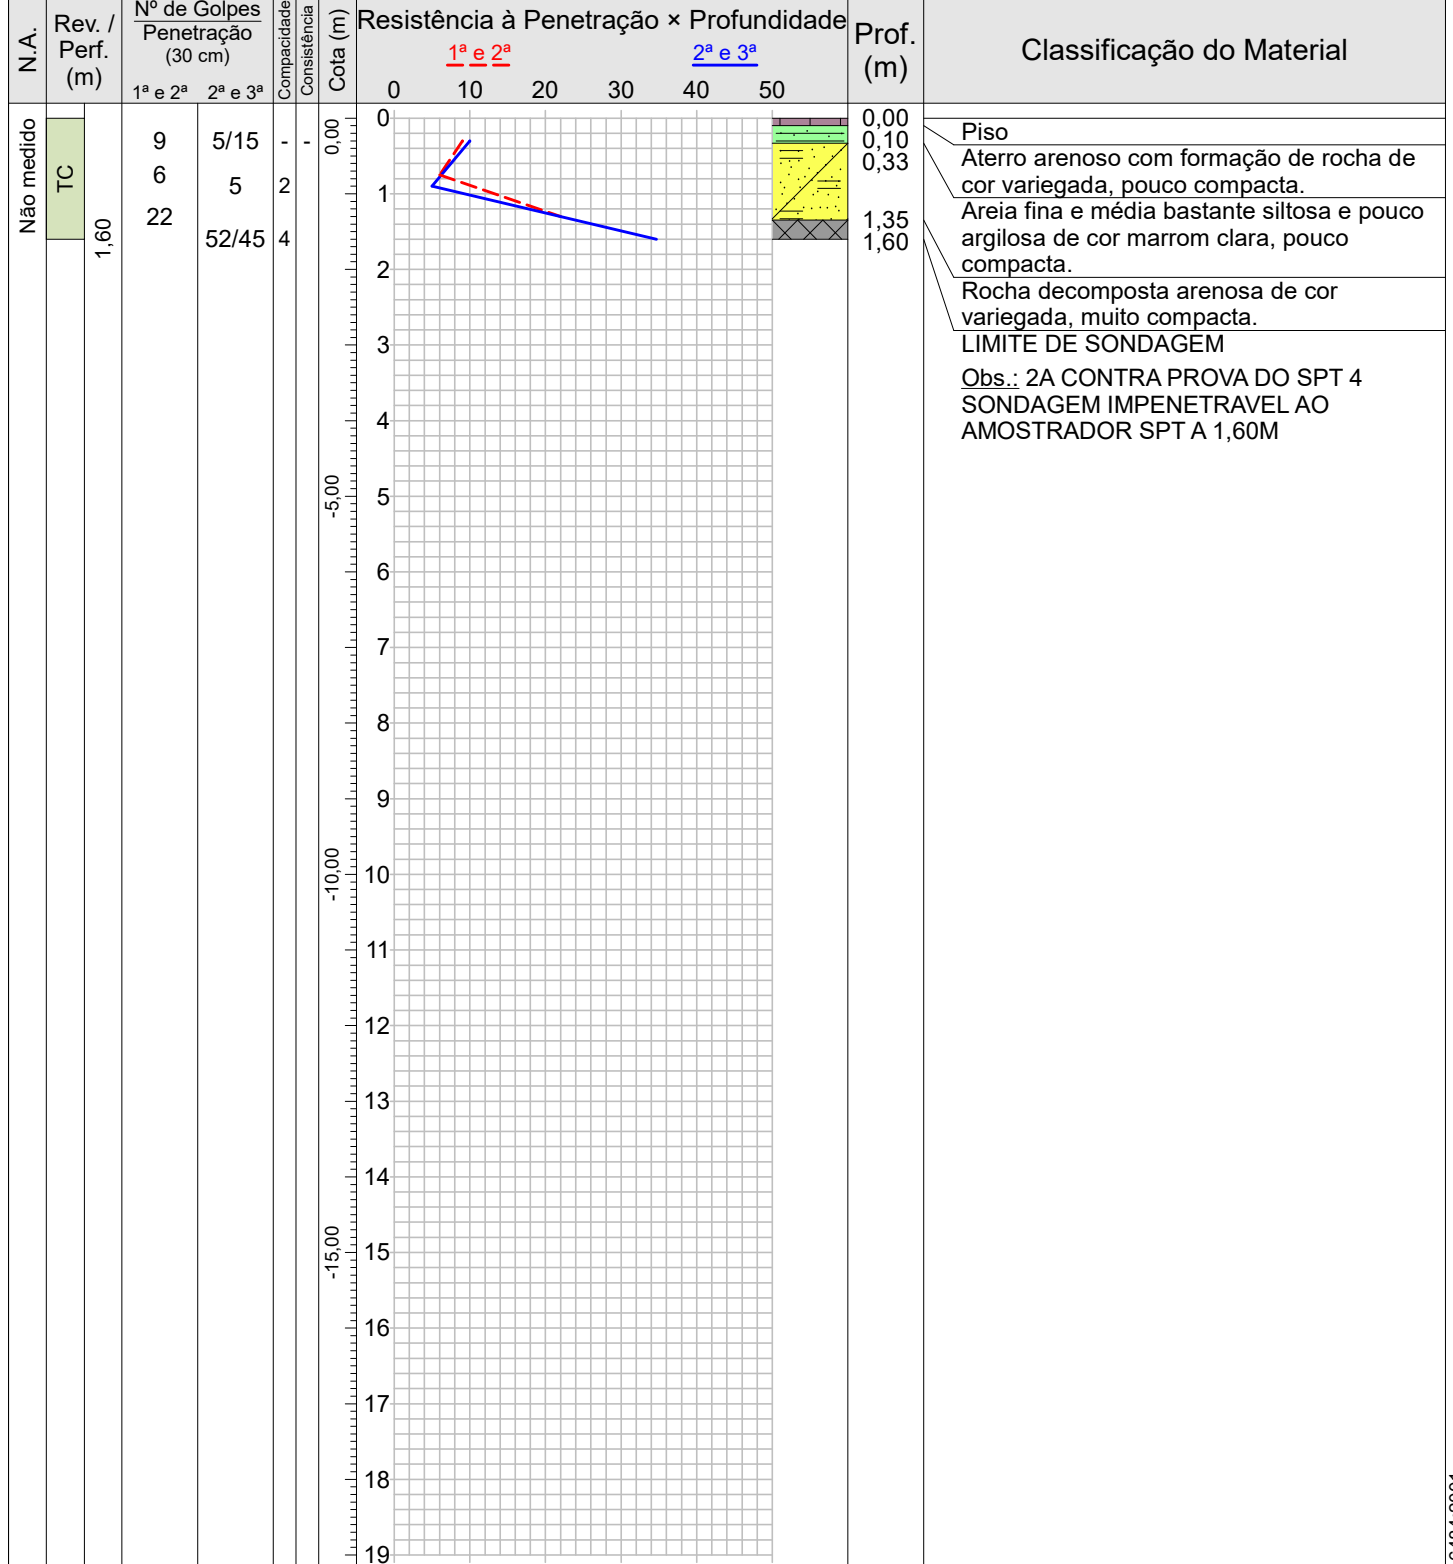 N.A.
Rev. /
Perf.
(m)
Nº de Golpes
Penetração
(30 cm)
1ª e 2ª 2ª e 3ª
Compacidade
Consistência
Cota (m)
Resistência à Penetração × Profundidade
1ª e 2ª 2ª e 3ª
0 10 20 30 40 50
Prof.
(m)
Classificação do Material
Não medido
TC
1,60
9 5/15 - -
6 5 2
22
52/45 4
0,00
-5,00
-10,00
-15,00
0
1
2
3
4
5
6
7
8
9
10
11
12
13
14
15
16
17
18
19
0,00
0,10
0,33
1,35
1,60
Piso
Aterro arenoso com formação de rocha de
cor variegada, pouco compacta.
Areia fina e média bastante siltosa e pouco
argilosa de cor marrom clara, pouco
compacta.
Rocha decomposta arenosa de cor
variegada, muito compacta.
LIMITE DE SONDAGEM
Obs.: 2A CONTRA PROVA DO SPT 4
SONDAGEM IMPENETRAVEL AO
AMOSTRADOR SPT A 1,60M